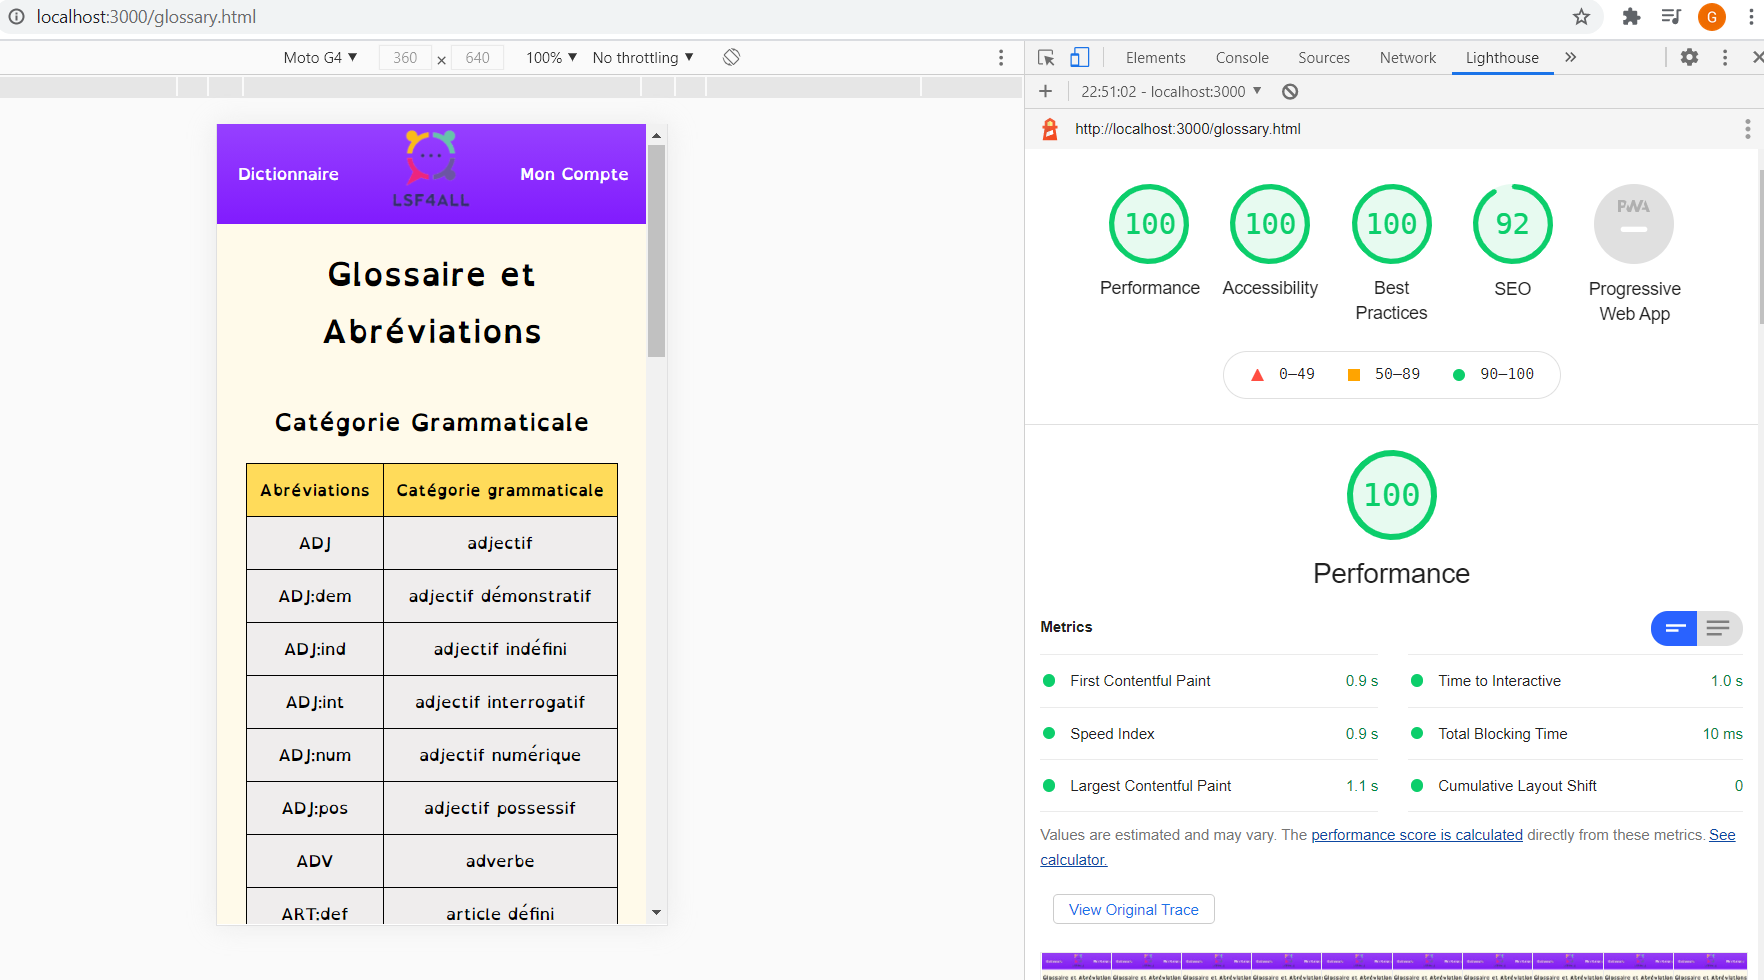 localhost:3000/glossary.html
G
Moto G4 ▼ 360 × 640 100% ▼ No throttling ▼
Elements Console Sources Network Lighthouse »
22:51:02 - localhost:3000 ▼
http://localhost:3000/glossary.html
Dictionnaire
LSF4ALL
Mon Compte
Glossaire et
Abréviations
Catégorie Grammaticale
Abréviations Catégorie grammaticale
ADJ adjectif
ADJ:dem adjectif démonstratif
ADJ:ind adjectif indéfini
ADJ:int adjectif interrogatif
ADJ:num adjectif numérique
ADJ:pos adjectif possessif
ADV adverbe
ART:def article défini
100 100 100 92 PWA
Performance Accessibility Best SEO Progressive
Practices Web App
0–49 50–89 90–100
100
Performance
Metrics
First Contentful Paint 0.9 s Time to Interactive 1.0 s
Speed Index 0.9 s Total Blocking Time 10 ms
Largest Contentful Paint 1.1 s Cumulative Layout Shift 0
Values are estimated and may vary. The performance score is calculated directly from these metrics. See
calculator.
View Original Trace